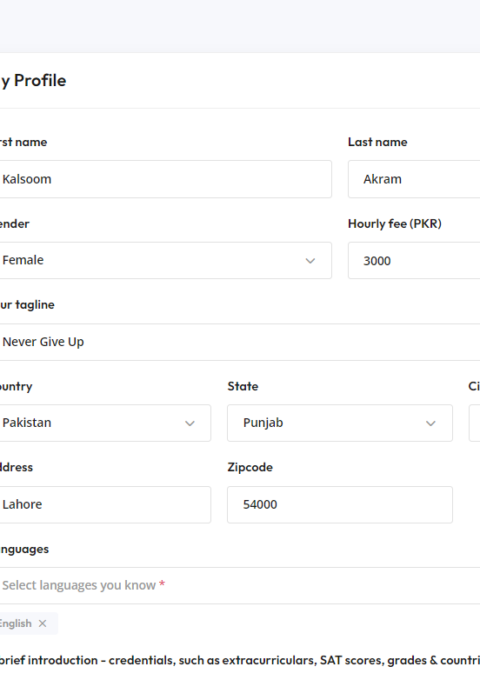 y Profile
rst name Last name
Kalsoom Akram
ender Hourly fee (PKR)
Female 3000
ur tagline
Never Give Up
ountry State Ci
Pakistan Punjab
ddress Zipcode
Lahore 54000
nguages
Select languages you know *
English ×
brief introduction - credentials, such as extracurriculars, SAT scores, grades & countri